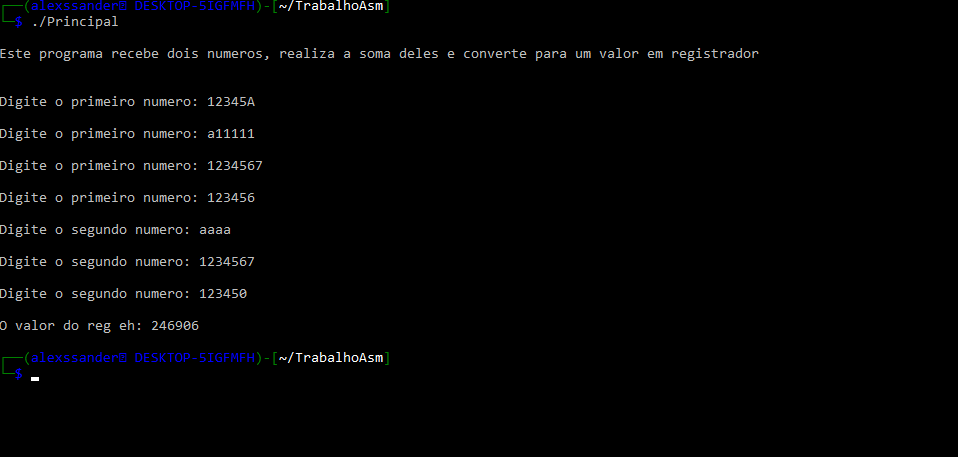 ┌──(alexssander㉿ DESKTOP-5IGFMFH)-[~/TrabalhoAsm]
└─$ ./Principal
Este programa recebe dois numeros, realiza a soma deles e converte para um valor em registrador
Digite o primeiro numero: 12345A
Digite o primeiro numero: a11111
Digite o primeiro numero: 1234567
Digite o primeiro numero: 123456
Digite o segundo numero: aaaa
Digite o segundo numero: 1234567
Digite o segundo numero: 123450
O valor do reg eh: 246906
┌──(alexssander㉿ DESKTOP-5IGFMFH)-[~/TrabalhoAsm]
└─$